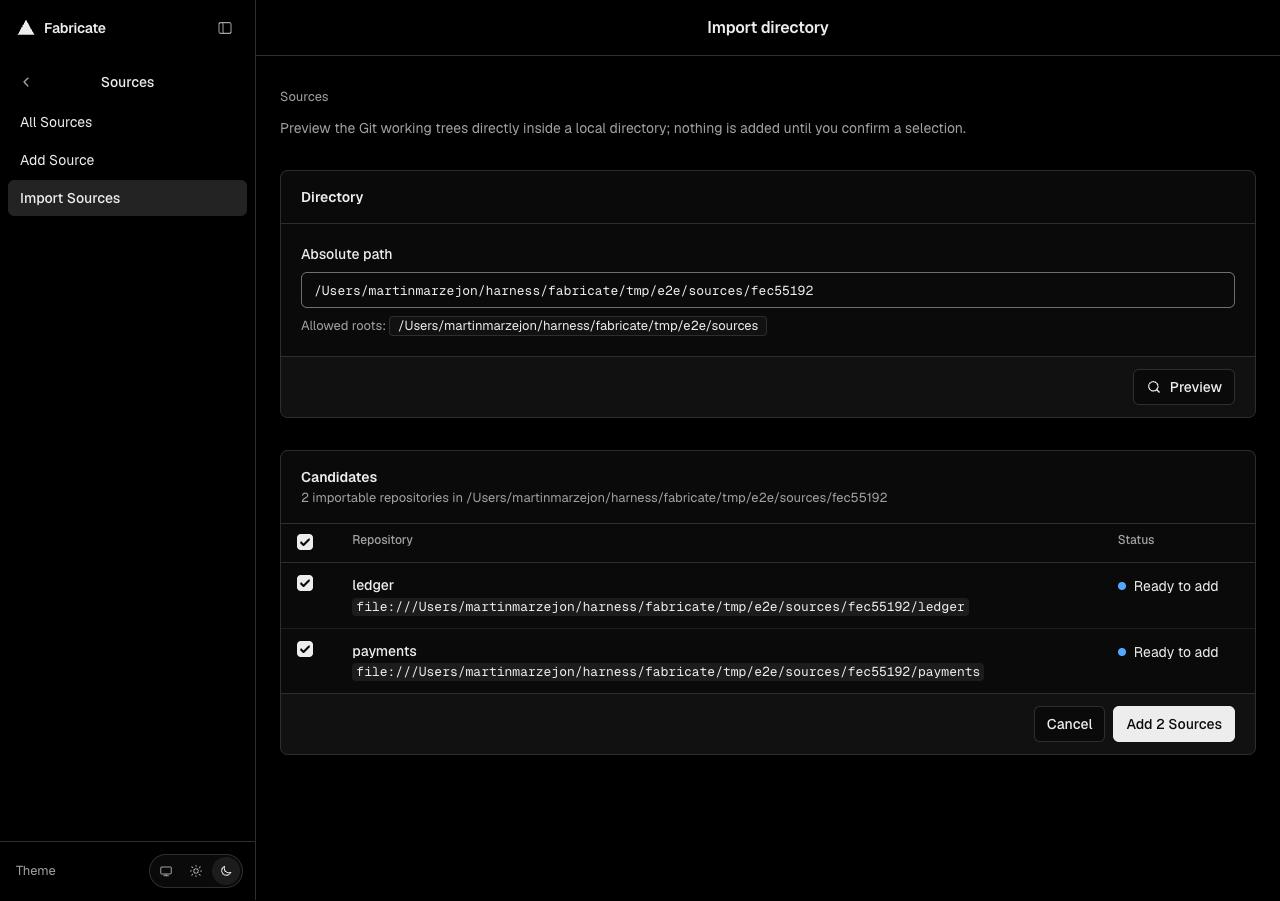 Fabricate
Import directory
Sources
All Sources
Add Source
Import Sources
Sources
Preview the Git working trees directly inside a local directory; nothing is added until you confirm a selection.
Directory
Absolute path
/Users/martinmarzejon/harness/fabricate/tmp/e2e/sources/fec55192
Allowed roots: /Users/martinmarzejon/harness/fabricate/tmp/e2e/sources
Preview
Candidates
2 importable repositories in /Users/martinmarzejon/harness/fabricate/tmp/e2e/sources/fec55192
Repository Status
ledger Ready to add
file:///Users/martinmarzejon/harness/fabricate/tmp/e2e/sources/fec55192/ledger
payments Ready to add
file:///Users/martinmarzejon/harness/fabricate/tmp/e2e/sources/fec55192/payments
Cancel Add 2 Sources
Theme